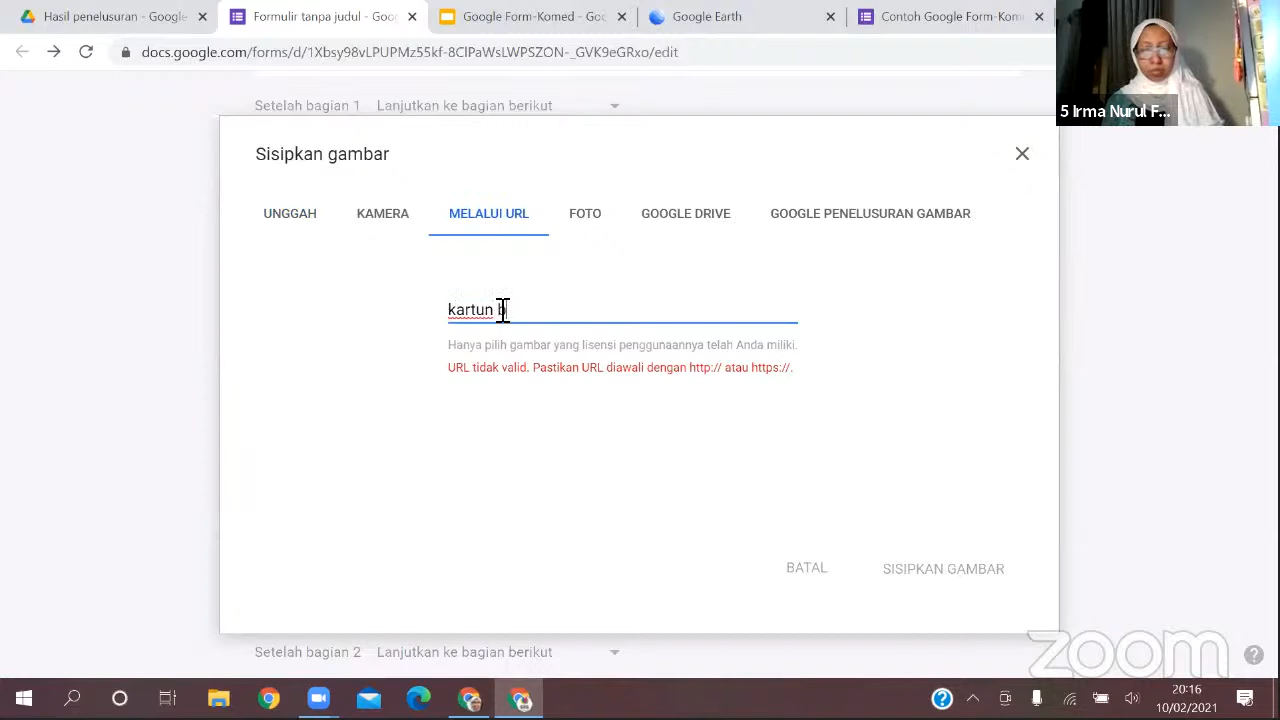 Hasil penelusuran - Google
Formulir tanpa judul - Goo
Google Form-Komed - Goo
Google Earth
Contoh Google Form-Kom
docs.google.com/forms/d/1Xbsy98vLPUPMz55kf-8ClPaWsLWPSZON-_GVK9eGRxo/edit
5 Irma Nurul F...
Setelah bagian 1 Lanjutkan ke bagian berikut
Sisipkan gambar
UNGGAH KAMERA MELALUI URL FOTO GOOGLE DRIVE GOOGLE PENELUSURAN GAMBAR
kartun b
Hanya pilih gambar yang lisensi penggunaannya telah Anda miliki.
URL tidak valid. Pastikan URL diawali dengan http:// atau https://.
BATAL SISIPKAN GAMBAR
Setelah bagian 2 Lanjutkan ke bagian berikut
zoom
20:16
10/02/2021